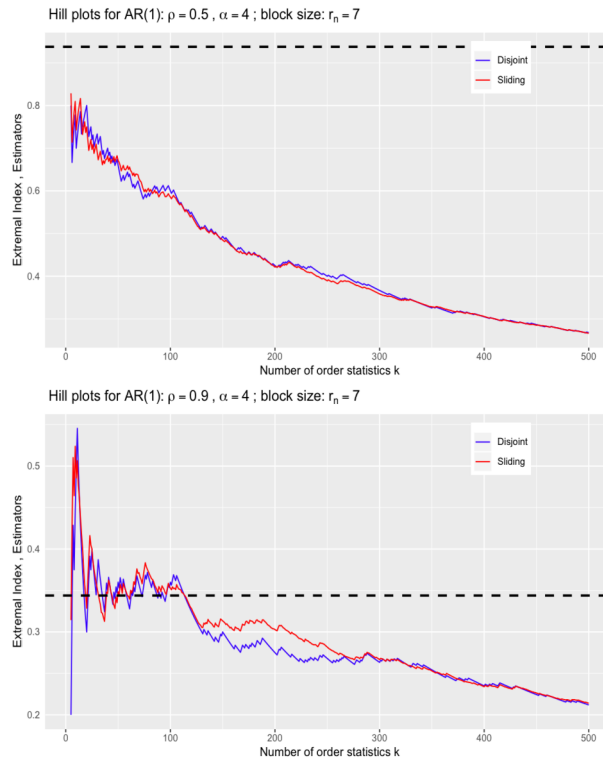 Hill plots for AR(1): ρ = 0.5 , α = 4 ; block size: rn = 7
Extremal Index , Estimators
0.8
0.6
0.4
Disjoint
Sliding
0 100 200 300 400 500
Number of order statistics k
Hill plots for AR(1): ρ = 0.9 , α = 4 ; block size: rn = 7
Extremal Index , Estimators
0.5
0.4
0.3
0.2
Disjoint
Sliding
0 100 200 300 400 500
Number of order statistics k